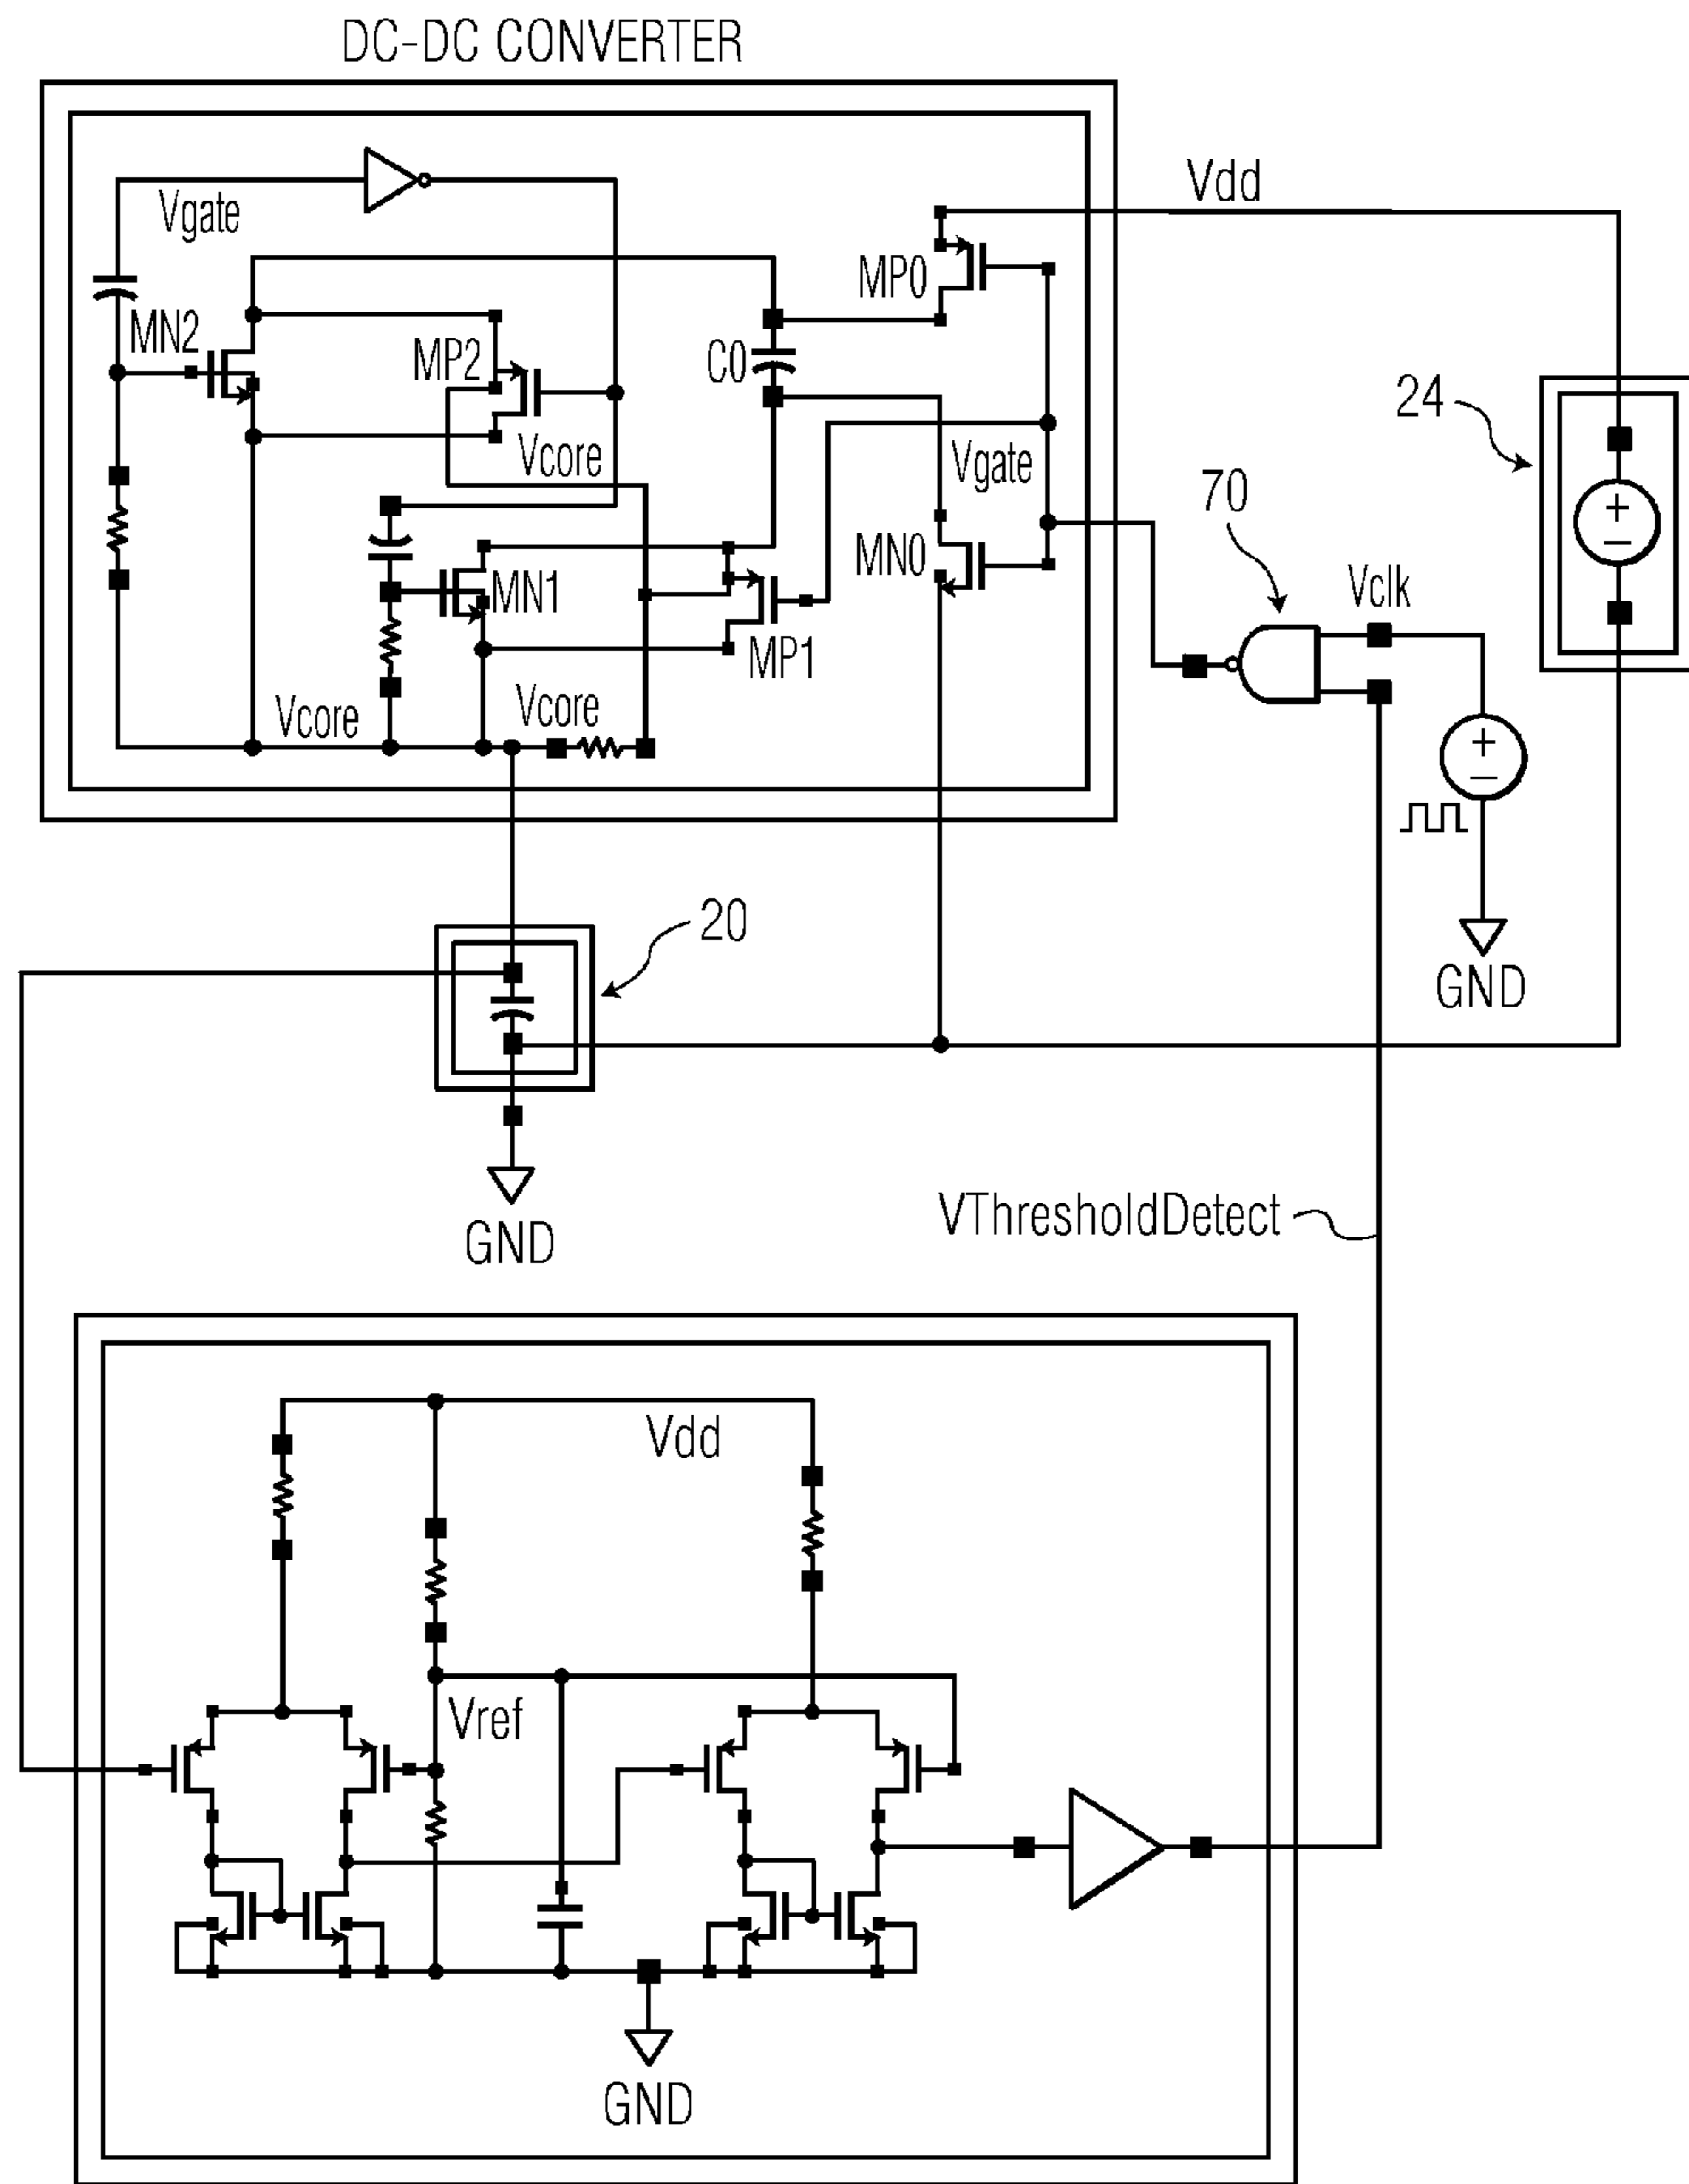 DC-DC CONVERTER
Vdd
Vgate
MP0
MN2
MP2
C0
24
Vcore
Vgate
70
MN0
MN1
Vclk
MP1
Vcore
Vcore
+
−
+
−
20
GND
GND
VThresholdDetect
Vdd
Vref
GND